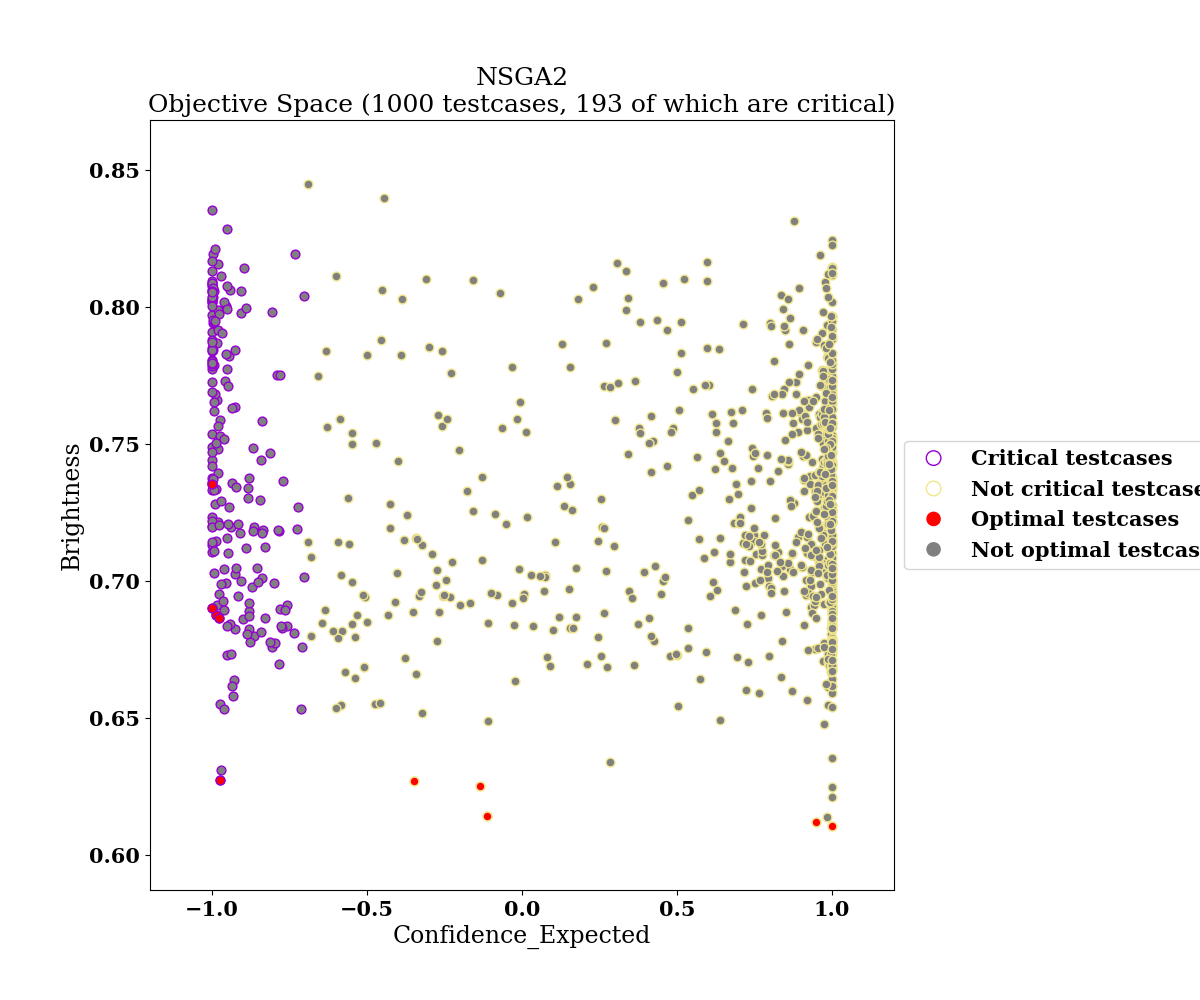 NSGA2
Objective Space (1000 testcases, 193 of which are critical)
0.85
0.80
0.75
0.70
0.65
0.60
Brightness
−1.0 −0.5 0.0 0.5 1.0
Confidence_Expected
Critical testcases
Not critical testcase
Optimal testcases
Not optimal testcas